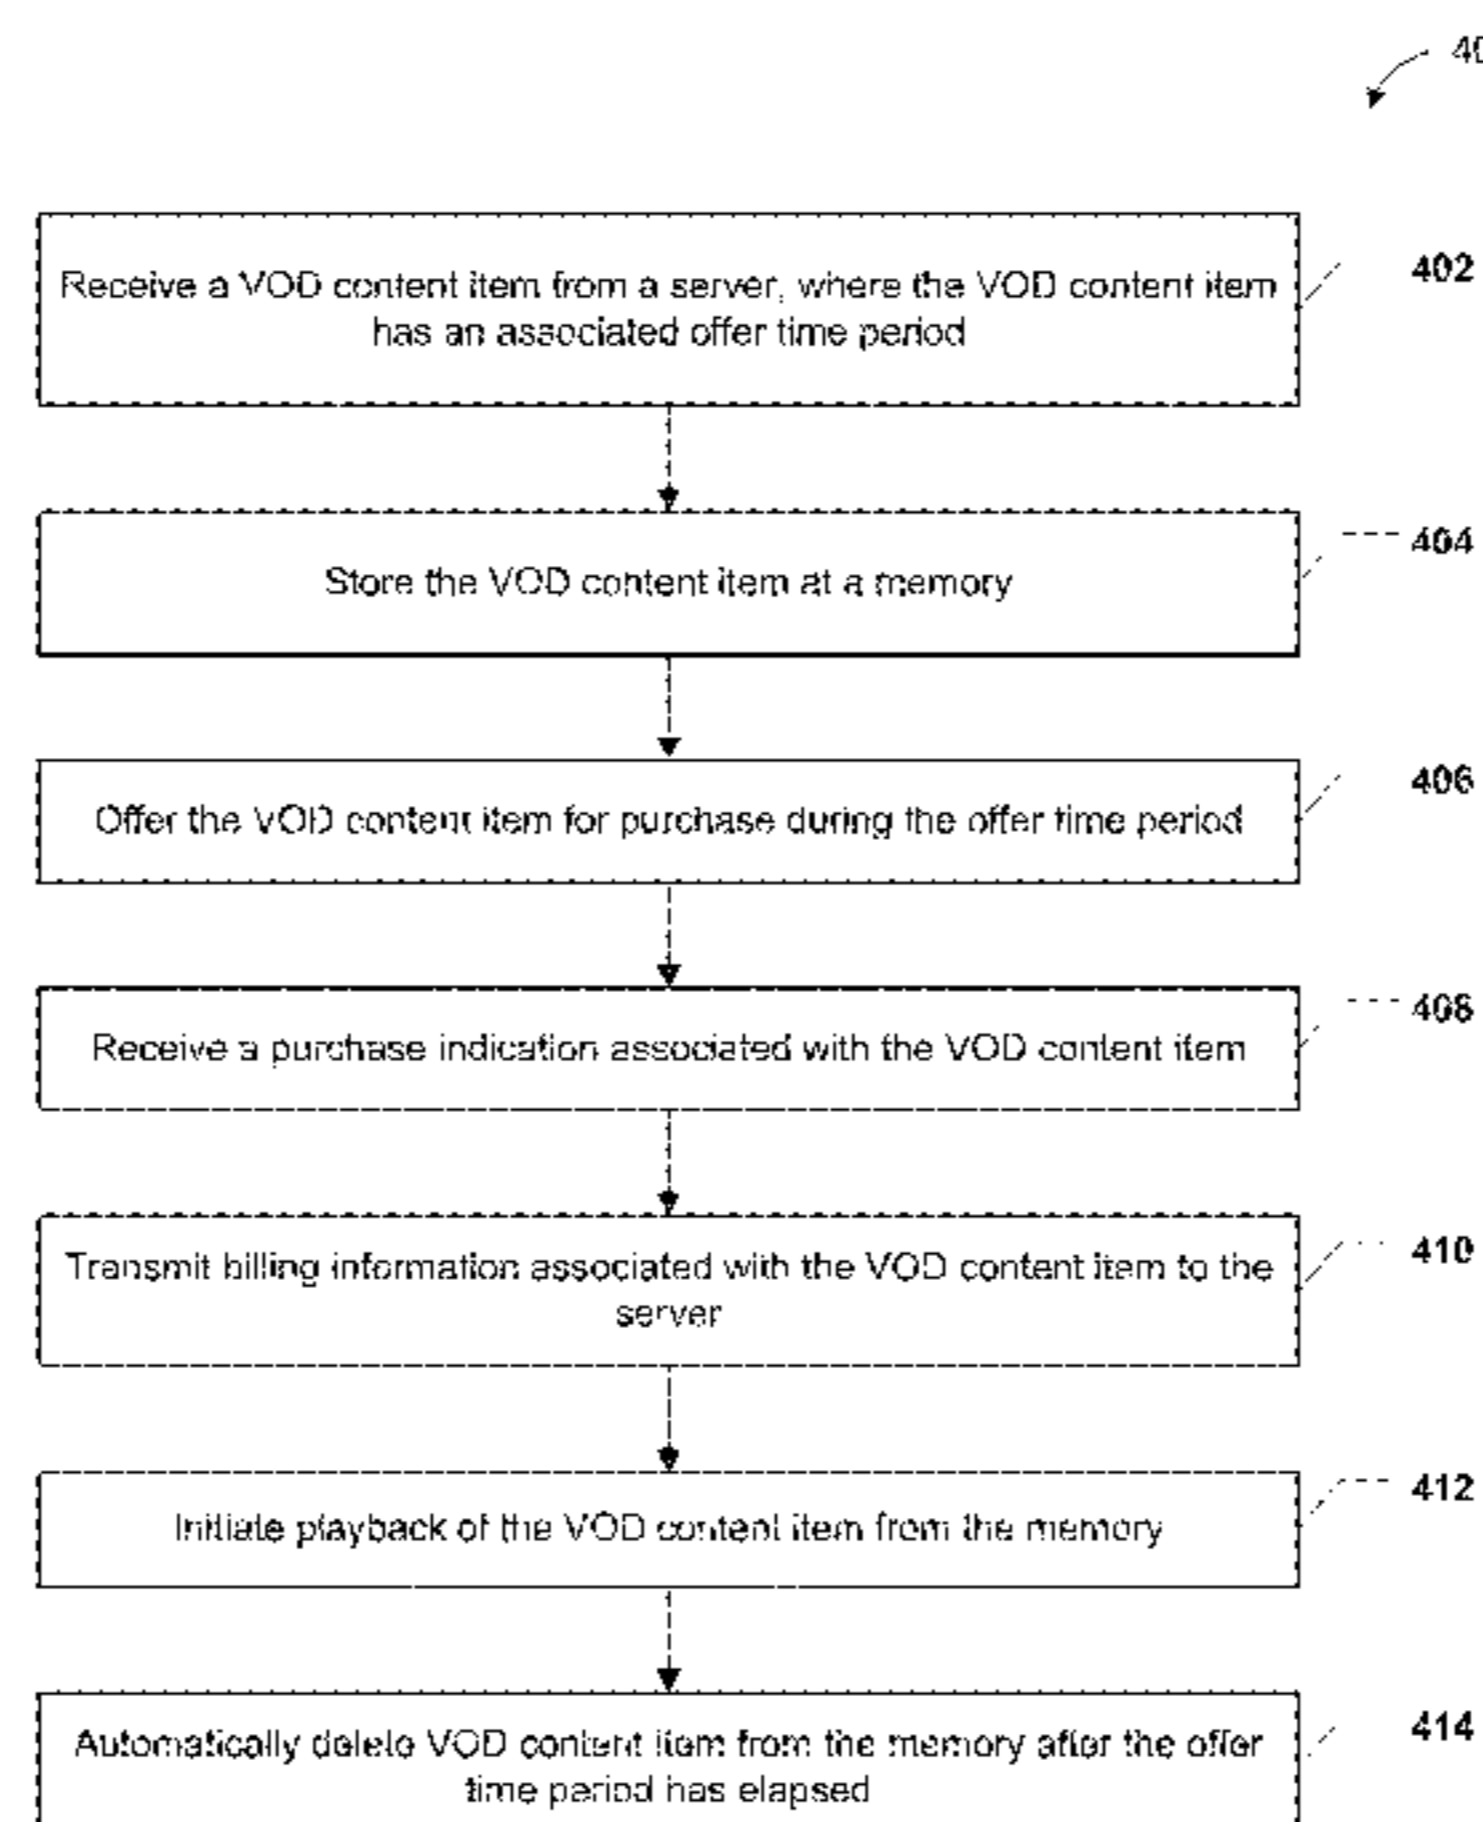 Receive a VOD content item from a server, where the VOD content item
has an associated offer time period
402
Store the VOD content item at a memory
404
Offer the VOD content item for purchase during the offer time period
406
Receive a purchase indication associated with the VOD content item
408
Transmit billing information associated with the VOD content item to the
server
410
Initiate playback of the VOD content item from the memory
412
Automatically delete VOD content item from the memory after the offer
time period has elapsed
414